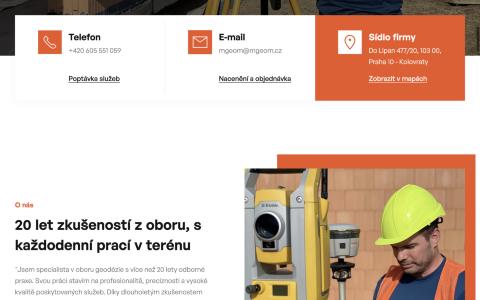 Telefon
+420 605 551 059
Poptávka služeb
E-mail
mgeom@mgeom.cz
Nacenění a objednávka
Sídlo firmy
Do Lipan 477/20, 103 00,
Praha 10 - Kolovraty
Zobrazit v mapách
O nás
20 let zkušeností z oboru, s
každodenní prací v terénu
"Jsem specialista v oboru geodézie s více než 20 lety odborné
praxe. Svou práci stavím na profesionalitě, preciznosti a vysoké
kvalitě poskytovaných služeb. Díky dlouholetým zkušenostem